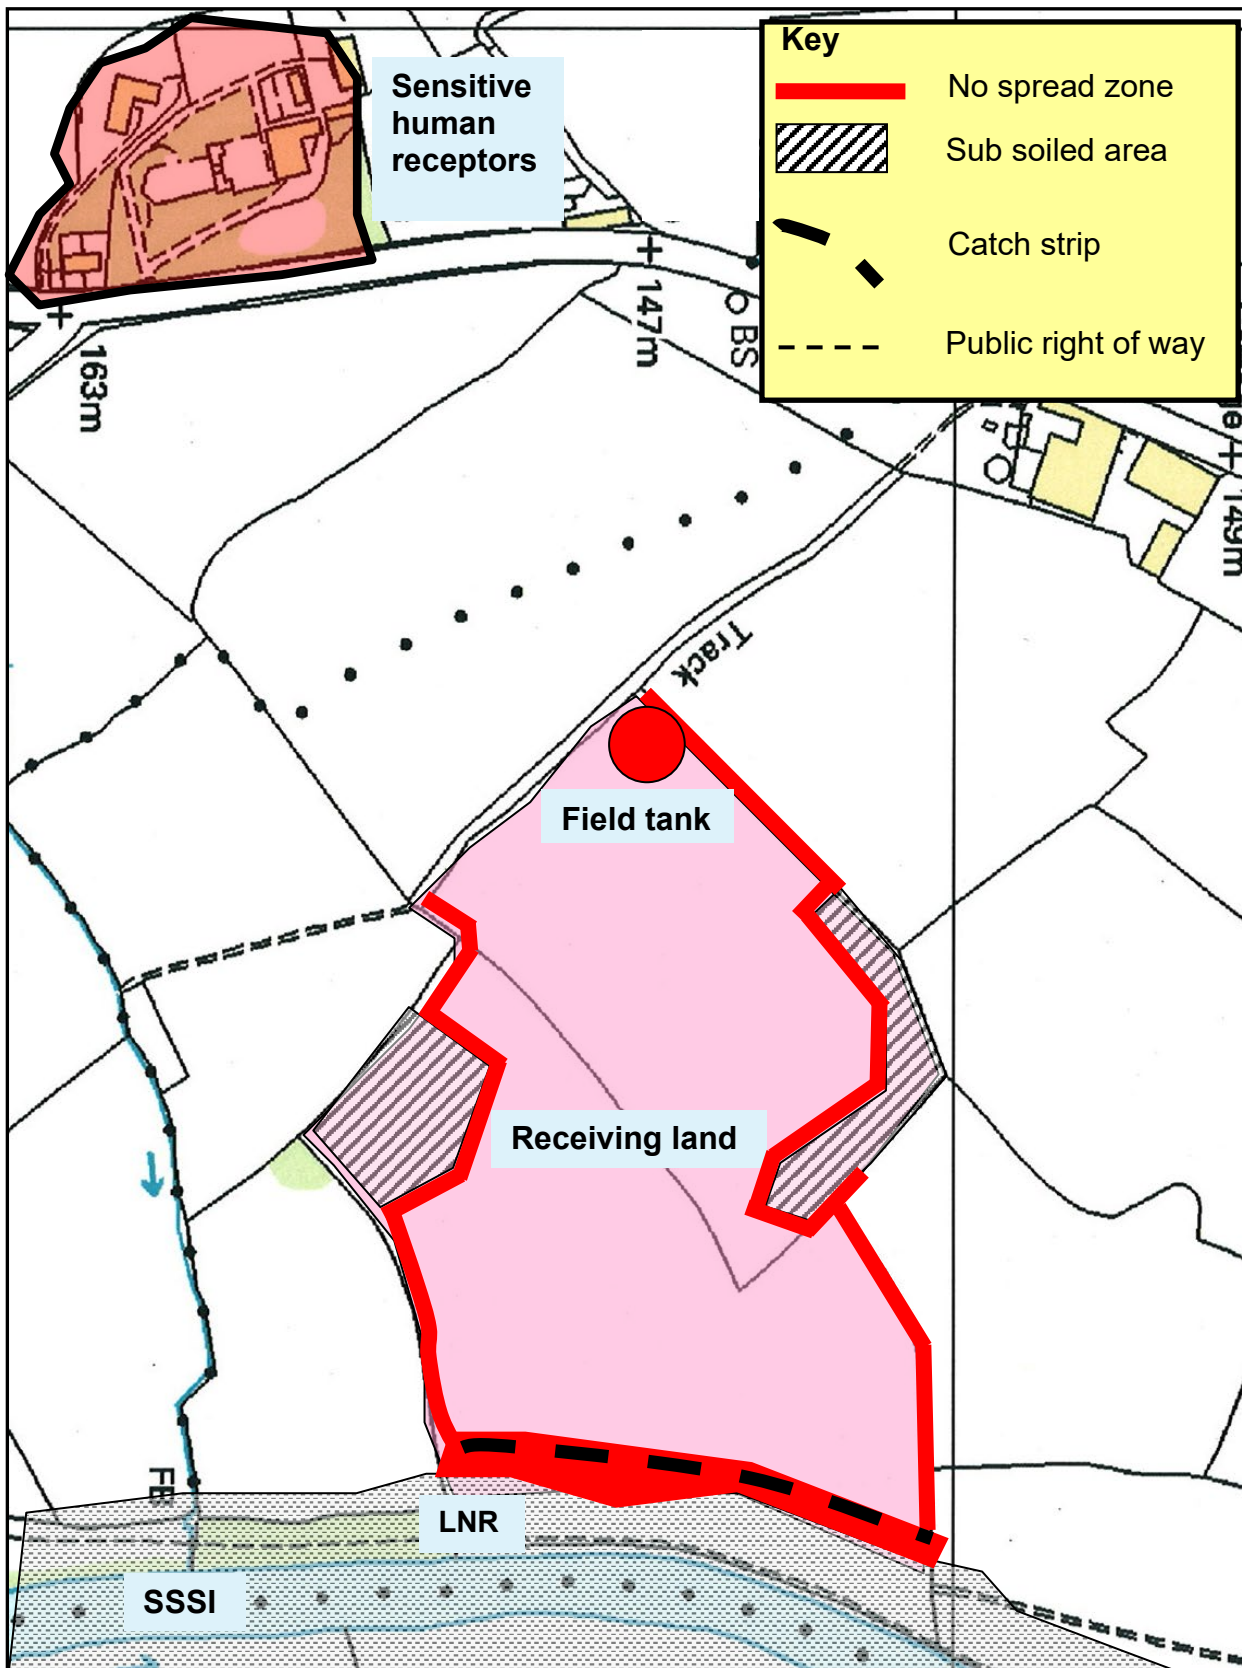 Key
No spread zone
Sub soiled area
Catch strip
Public right of way
Sensitive
human
receptors
163m
147m
BS
149m
Track
Field tank
Receiving land
FB
LNR
SSSI